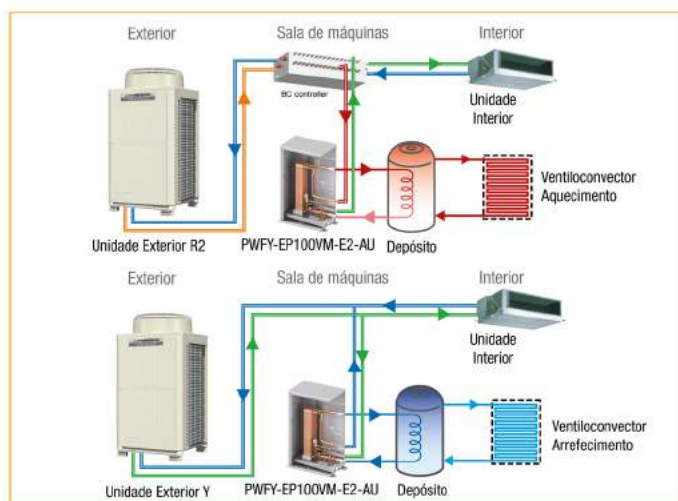 Exterior
Sala de máquinas
Interior
BC controller
Unidade
Interior
Ventiloconvector
Aquecimento
Unidade Exterior R2
PWFY-EP100VM-E2-AU
Depósito
Exterior
Sala de máquinas
Interior
Unidade
Interior
Ventiloconvector
Arrefecimento
Unidade Exterior Y
PWFY-EP100VM-E2-AU
Depósito